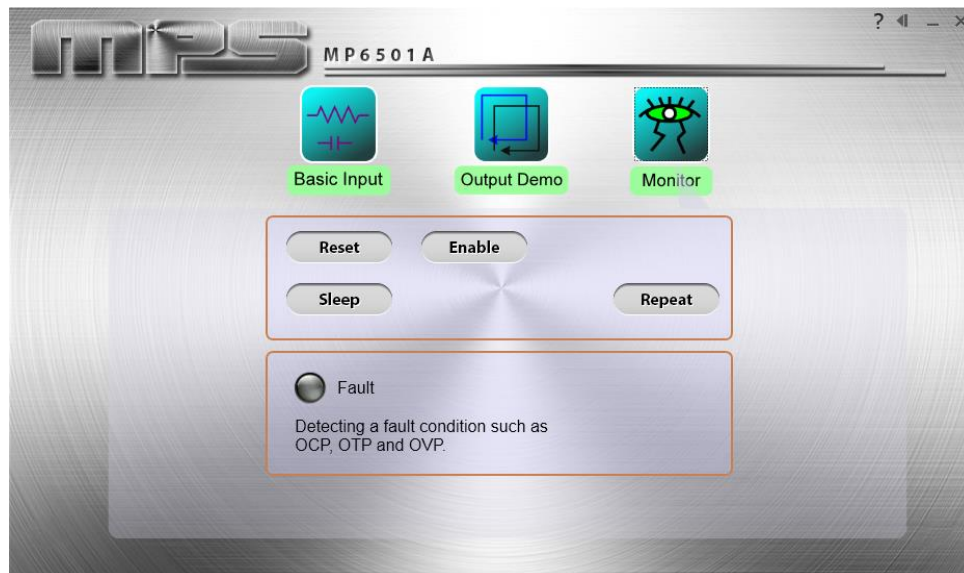 mps
MP6501A
?
Basic Input
Output Demo
Monitor
Reset
Enable
Sleep
Repeat
Fault
Detecting a fault condition such as
OCP, OTP and OVP.